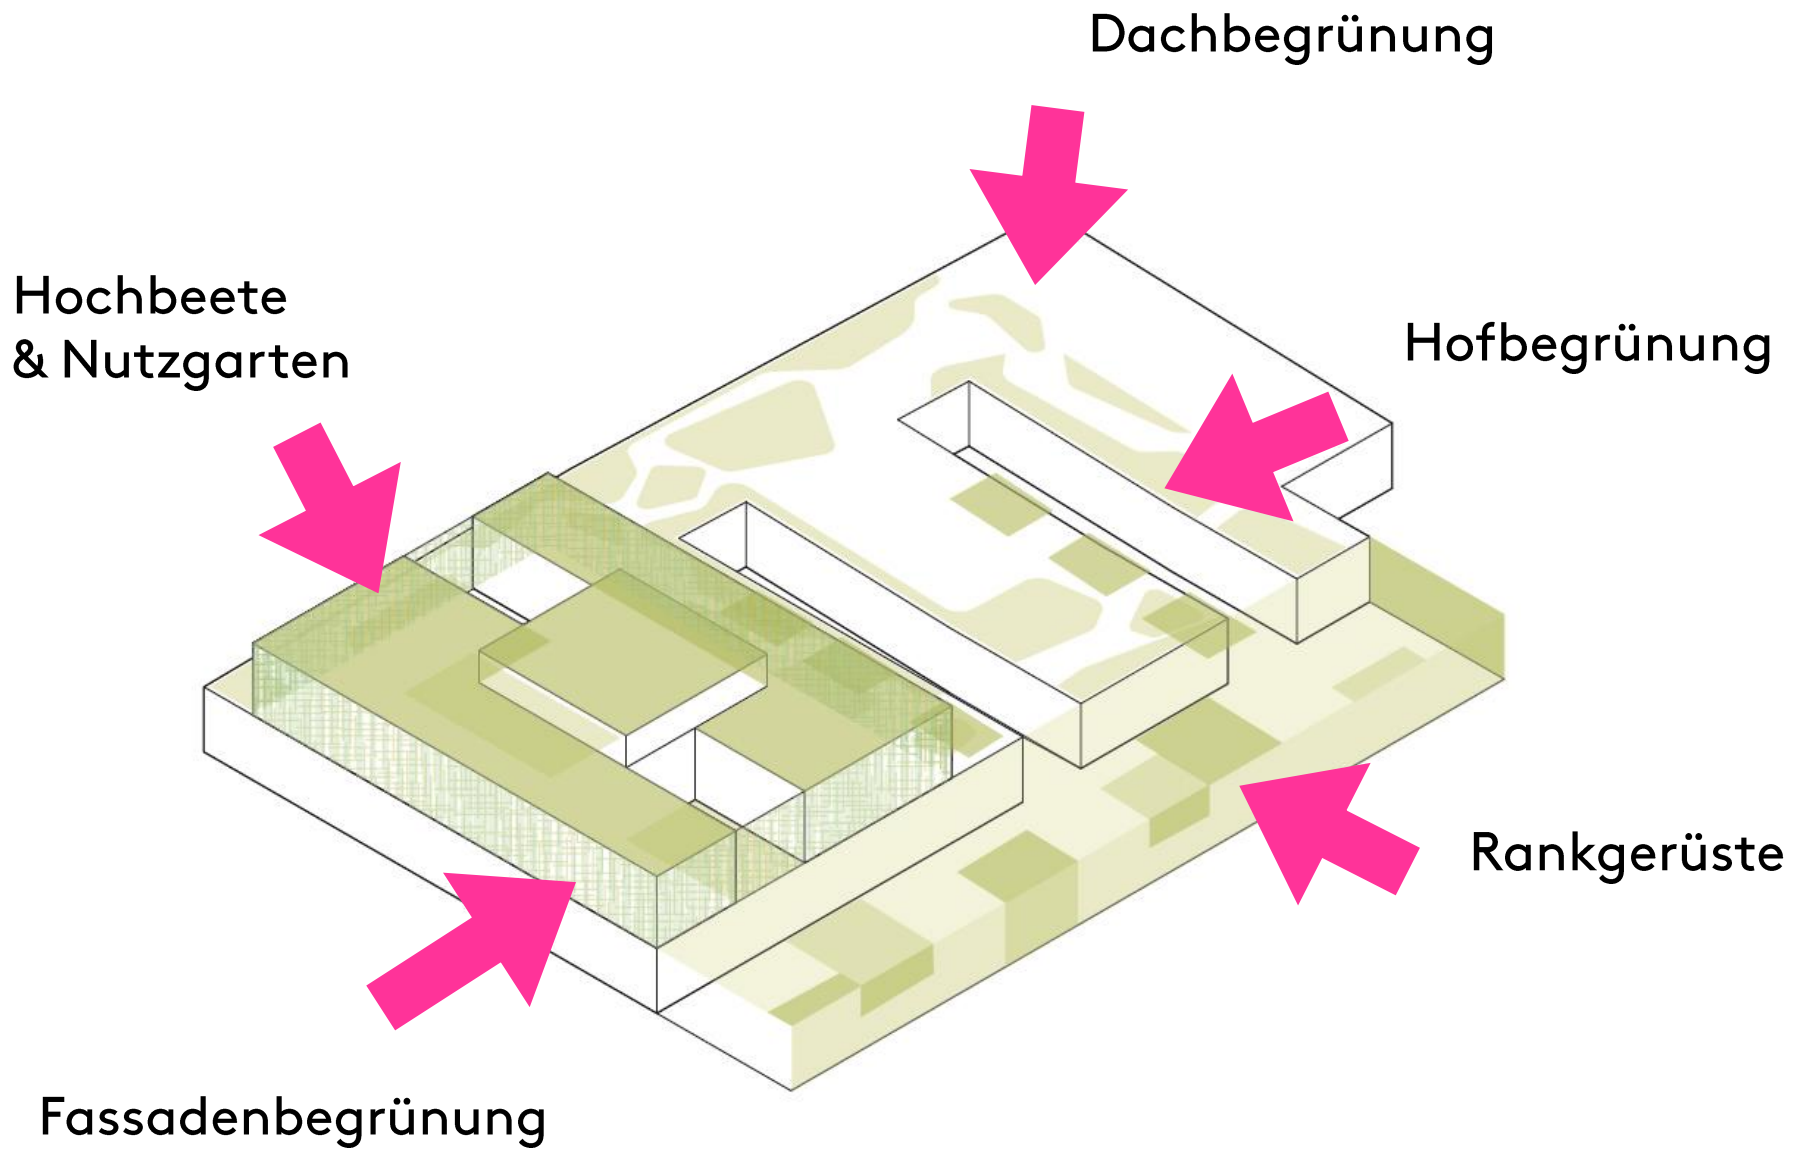 Dachbegrünung
Hochbeete
& Nutzgarten
Hofbegrünung
Rankgerüste
Fassadenbegrünung